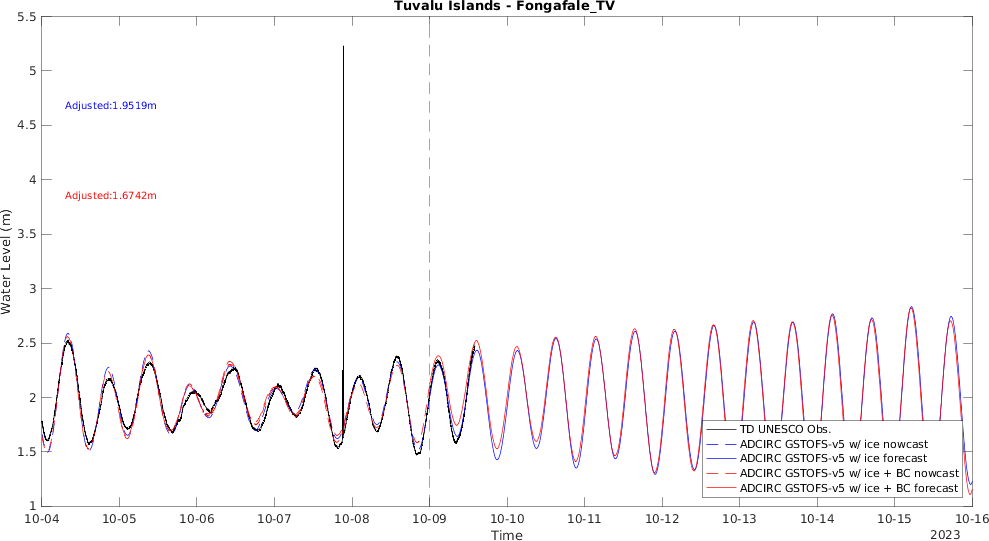 Tuvalu Islands - Fongafale_TV
5.5
5
4.5
4
3.5
3
2.5
2
1.5
1
Water Level (m)
Adjusted:1.9519m
Adjusted:1.6742m
TD UNESCO Obs.
ADCIRC GSTOFS-v5 w/ ice nowcast
ADCIRC GSTOFS-v5 w/ ice forecast
ADCIRC GSTOFS-v5 w/ ice + BC nowcast
ADCIRC GSTOFS-v5 w/ ice + BC forecast
10-04 10-05 10-06 10-07 10-08 10-09 10-10 10-11 10-12 10-13 10-14 10-15 10-16
Time
2023